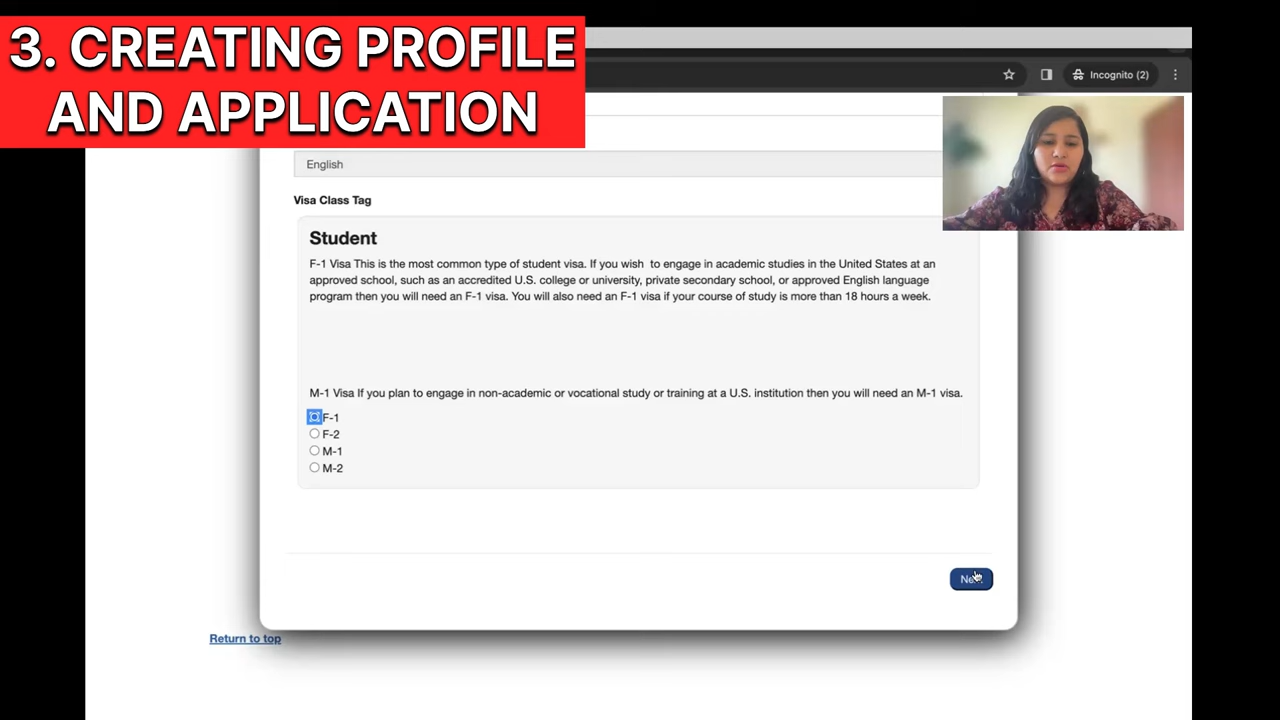 3. CREATING PROFILE
AND APPLICATION
Incognito (2)
English
Visa Class Tag
Student
F-1 Visa This is the most common type of student visa. If you wish to engage in academic studies in the United States at an
approved school, such as an accredited U.S. college or university, private secondary school, or approved English language
program then you will need an F-1 visa. You will also need an F-1 visa if your course of study is more than 18 hours a week.
M-1 Visa If you plan to engage in non-academic or vocational study or training at a U.S. institution then you will need an M-1 visa.
F-1
F-2
M-1
M-2
Return to top